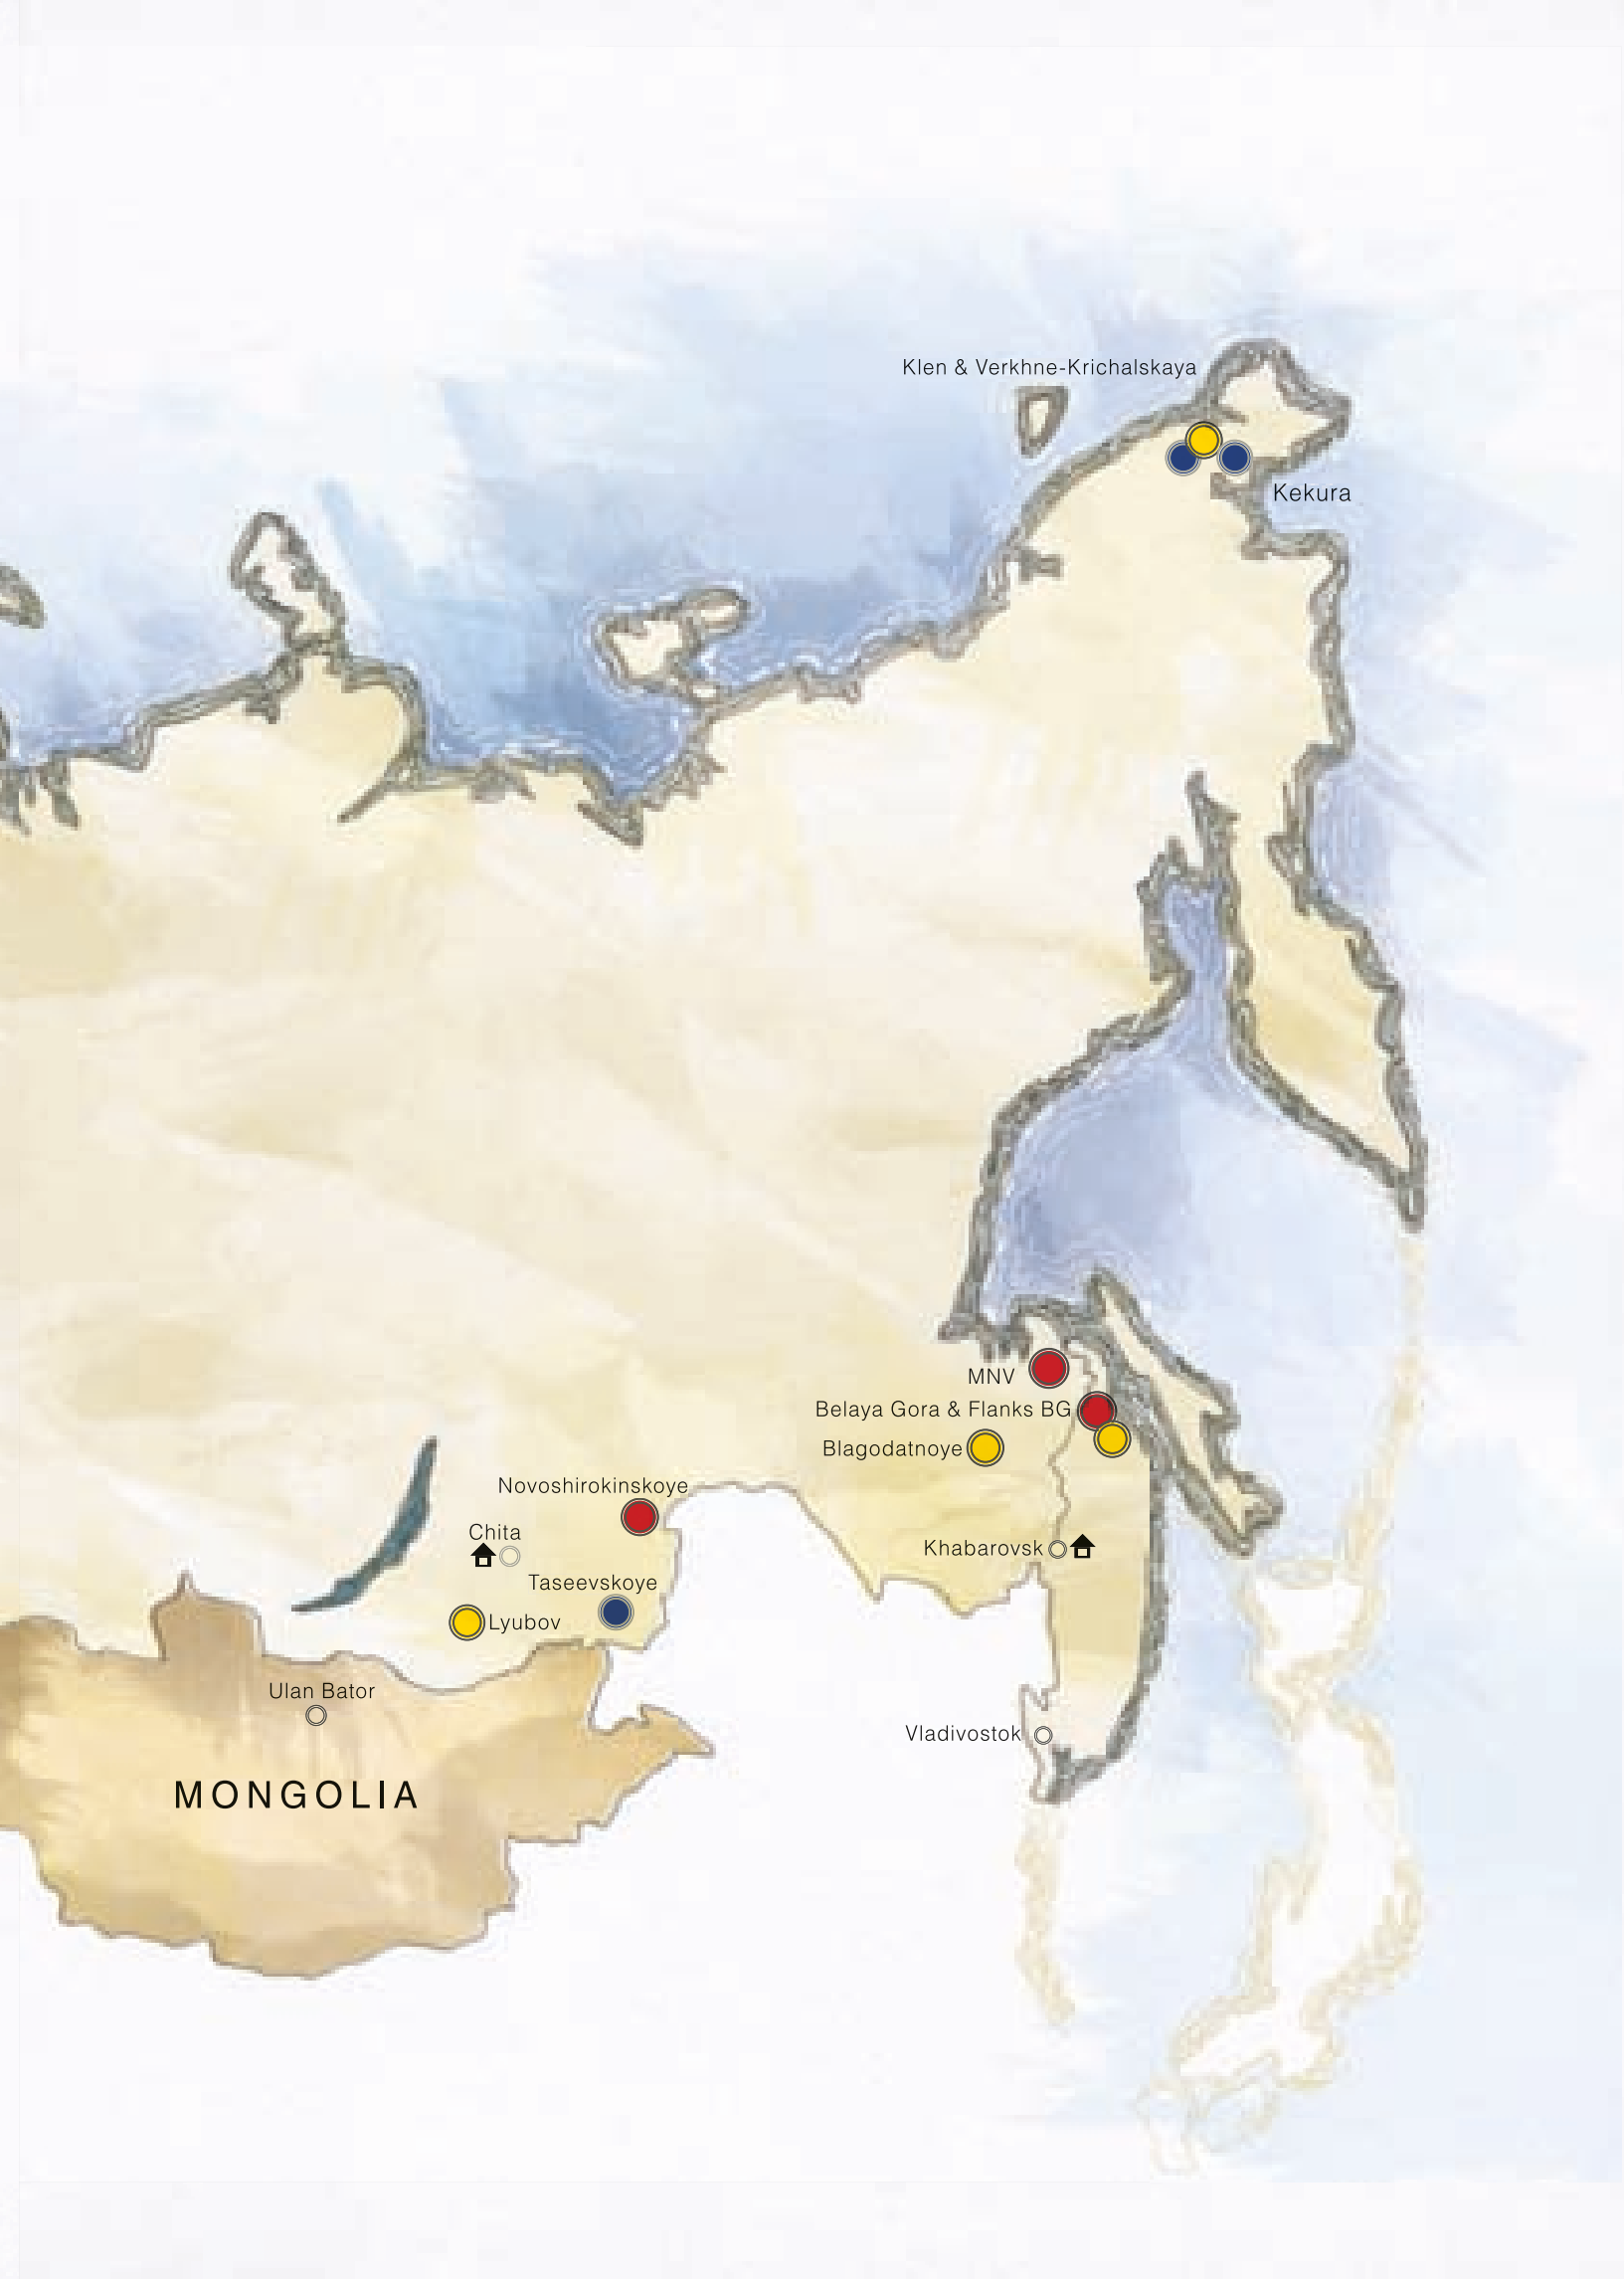 Klen & Verkhne-Krichalskaya
Kekura
MNV
Belaya Gora & Flanks BG
Blagodatnoye
Novoshirokinskoye
Chita
Khabarovsk
Taseevskoye
Lyubov
Ulan Bator
Vladivostok
MONGOLIA